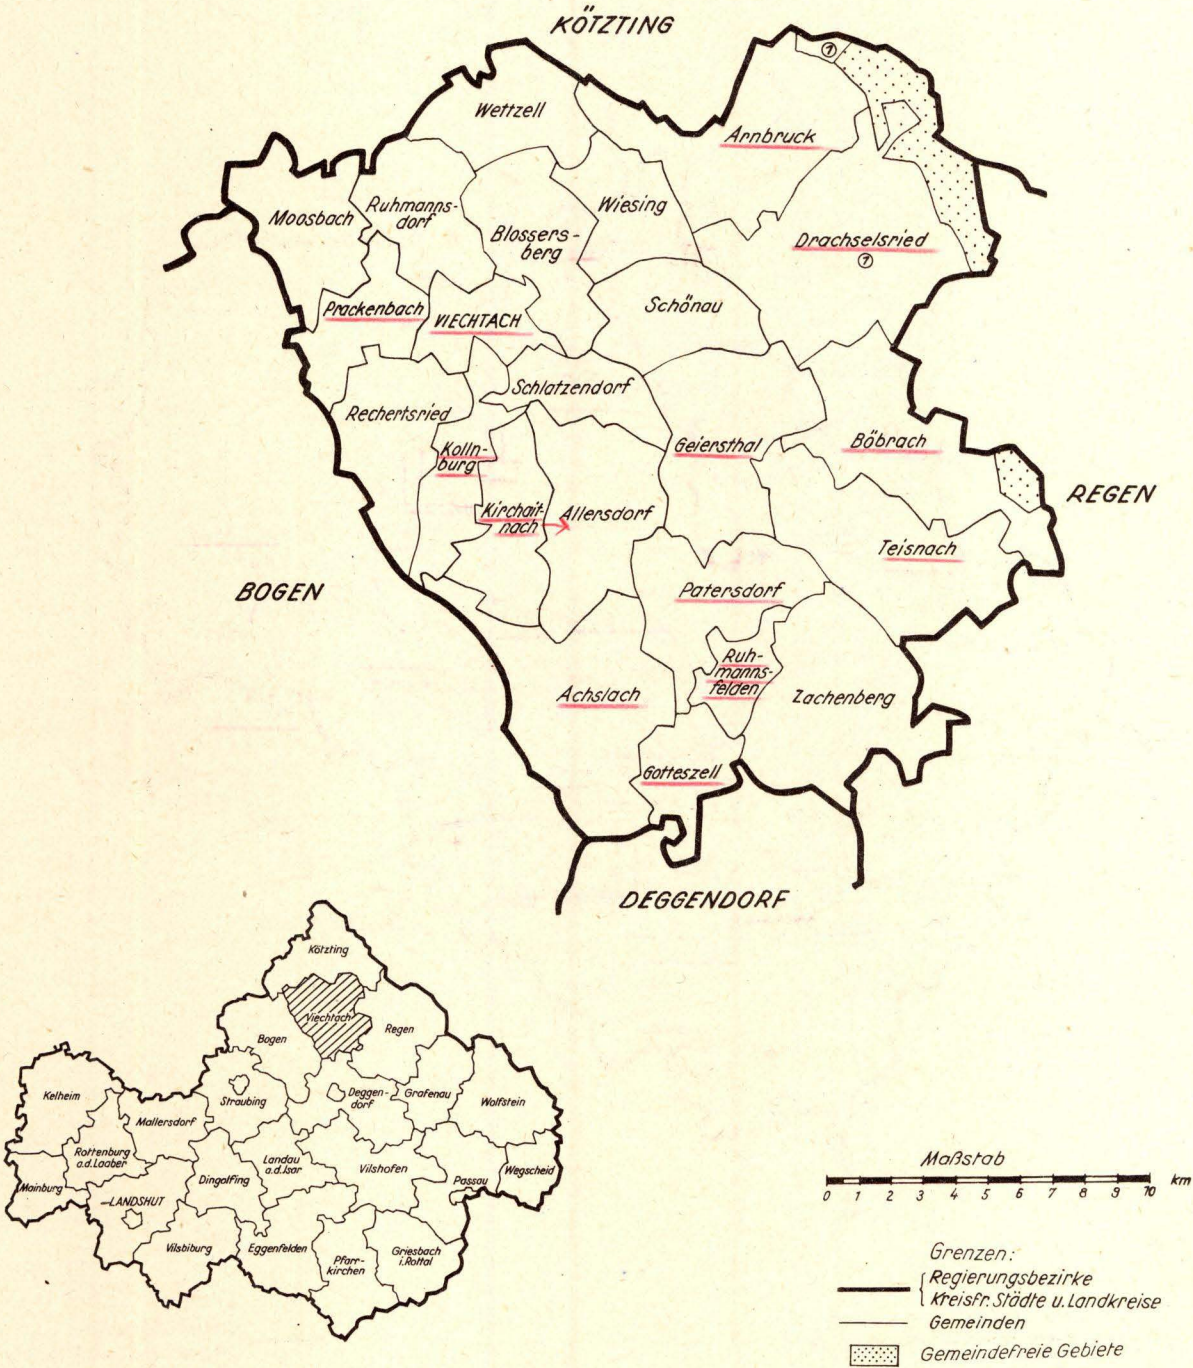 KÖTZTING
①
Wettzell
Arnbruck
Moosbach
Ruhmanns-
dorf
Wiesing
Blossers-
berg
Drachselsried
①
Prackenbach
VIECHTACH
Schönau
Schlatzendorf
Rechertsried
Geiersthal
Böbrach
Kolln-
burg
REGEN
Kirchait-
nach
Allersdorf
Teisnach
BOGEN
Patersdorf
Ruh-
manns-
felden
Achslach
Zachenberg
Gotteszell
DEGGENDORF
Kötzting
Viechtach
Regen
Bogen
Kelheim
Straubing
Deggen-
dorf
Grafenau
Wolfstein
Mallersdorf
Rottenburg
a.d.Laaber
Landau
a.d.Isar
Vilshofen
Wegscheid
Mainburg
Dingolfing
Passau
LANDSHUT
Vilsbiburg
Eggenfelden
Pfarr-
kirchen
Griesbach
i.Rottal
Maßstab
0 1 2 3 4 5 6 7 8 9 10 km
Grenzen:
Regierungsbezirke
Kreisfr. Städte u. Landkreise
Gemeinden
Gemeindefreie Gebiete